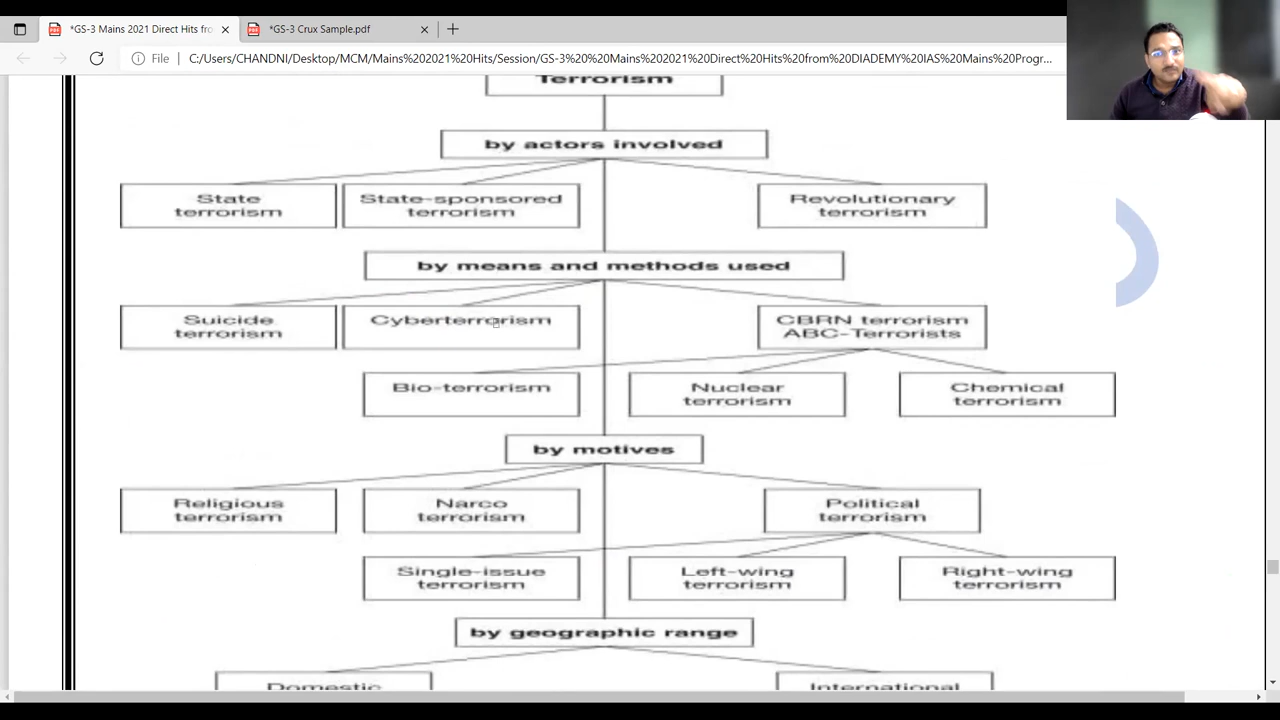 *GS-3 Mains 2021 Direct Hits fro
*GS-3 Crux Sample.pdf
File
C:/Users/CHANDNI/Desktop/MCM/Mains%202021%20Hits/Session/GS-3%20%20Mains%202021%20Direct%20Hits%20from%20DIADEMY%20IAS%20Mains%20Progr...
Terrorism
by actors involved
State
terrorism
State-sponsored
terrorism
Revolutionary
terrorism
by means and methods used
Suicide
terrorism
Cyberterrorism
CBRN terrorism
ABC-Terrorists
Bio-terrorism
Nuclear
terrorism
Chemical
terrorism
by motives
Religious
terrorism
Narco
terrorism
Political
terrorism
Single-issue
terrorism
Left-wing
terrorism
Right-wing
terrorism
by geographic range
Domestic
International